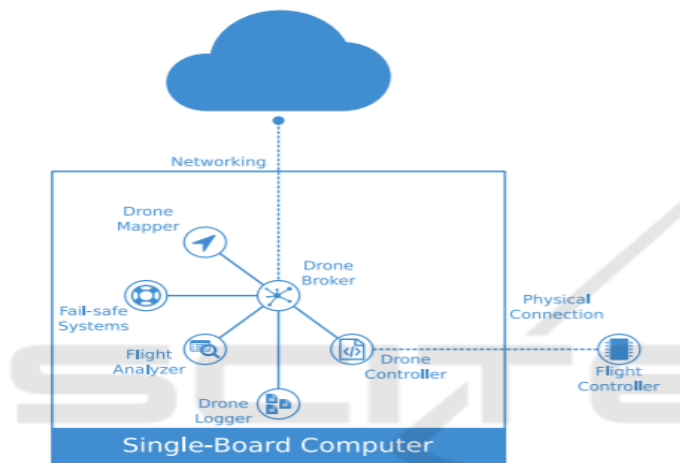 Networking
Drone
Mapper
Drone
Broker
Fail-safe
Systems
Physical
Connection
Flight
Analyzer
Drone
Controller
Flight
Controller
Drone
Logger
Single-Board Computer